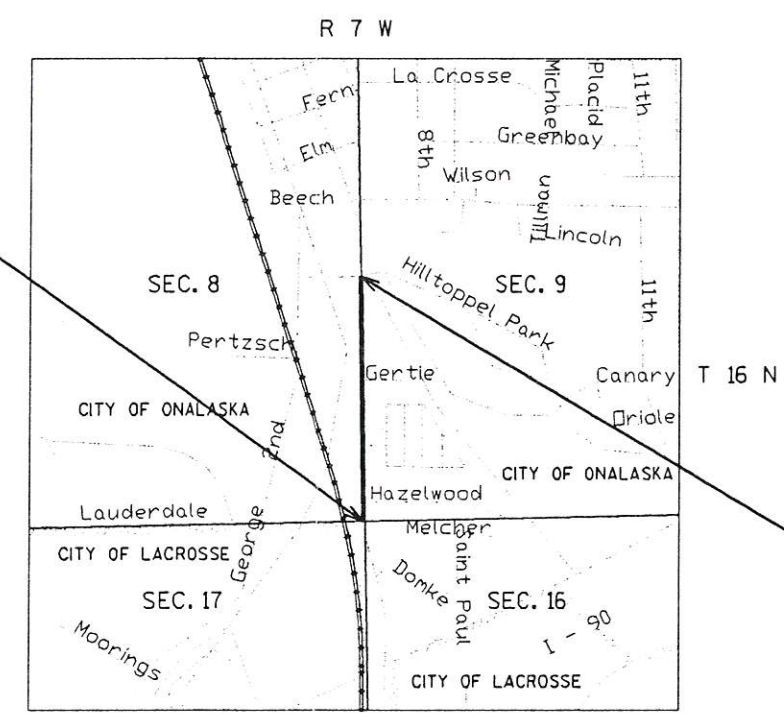 R 7 W
La Crosse
Michael
Placid
11th
Fern
Greenbay
8th
Elm
Wilson
Beech
Tillman
Lincoln
Hilltoppel Park
SEC. 8
SEC. 9
11th
Pertzsch
Gertie
Canary
T 16 N
CITY OF ONALASKA
Oriole
2nd
CITY OF ONALASKA
Hazelwood
Lauderdale
Melcher
CITY OF LACROSSE
George
Saint Paul
Domke
SEC. 17
SEC. 16
I - 90
Moorings
CITY OF LACROSSE